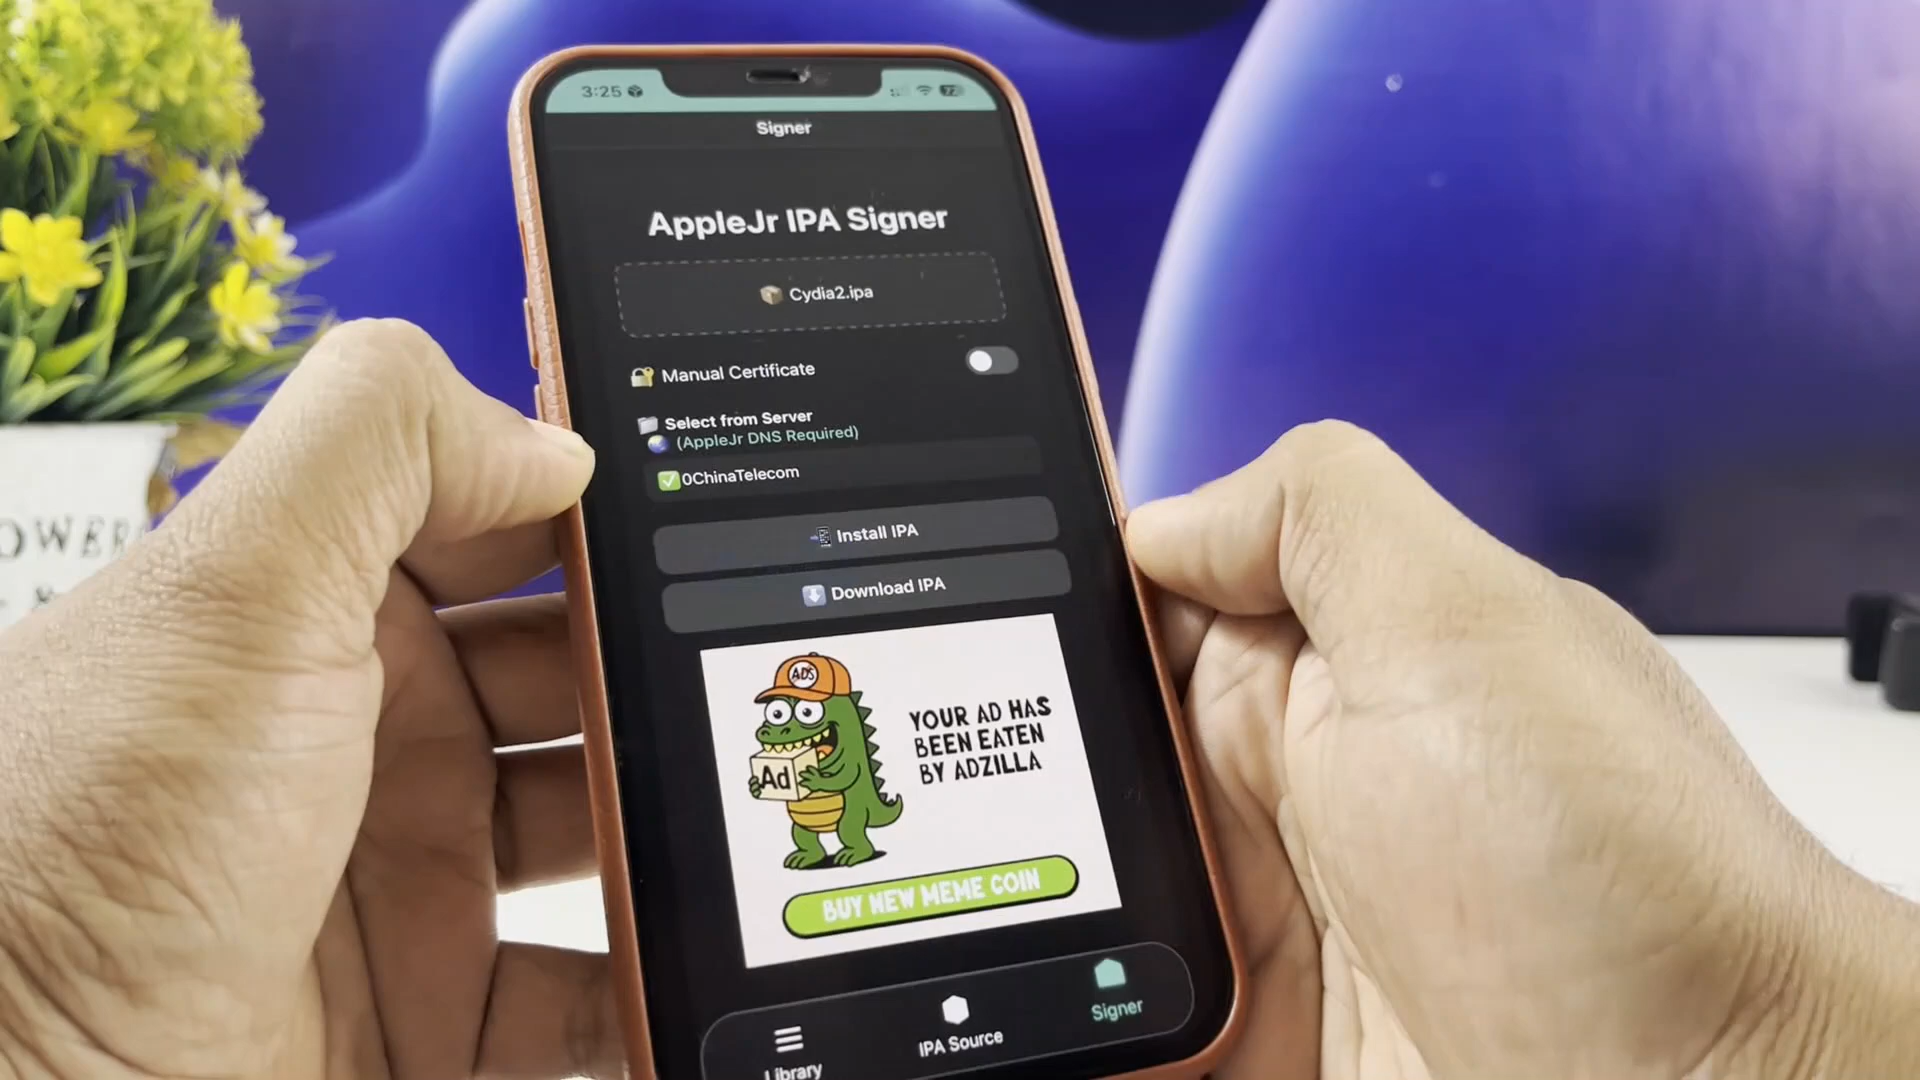 3:25
72
Signer
AppleJr IPA Signer
Cydia2.ipa
Manual Certificate
Select from Server
(AppleJr DNS Required)
0ChinaTelecom
Install IPA
Download IPA
ADS
Ad
YOUR AD HAS
BEEN EATEN
BY ADZILLA
BUY NEW MEME COIN
Library
IPA Source
Signer
OWER
&